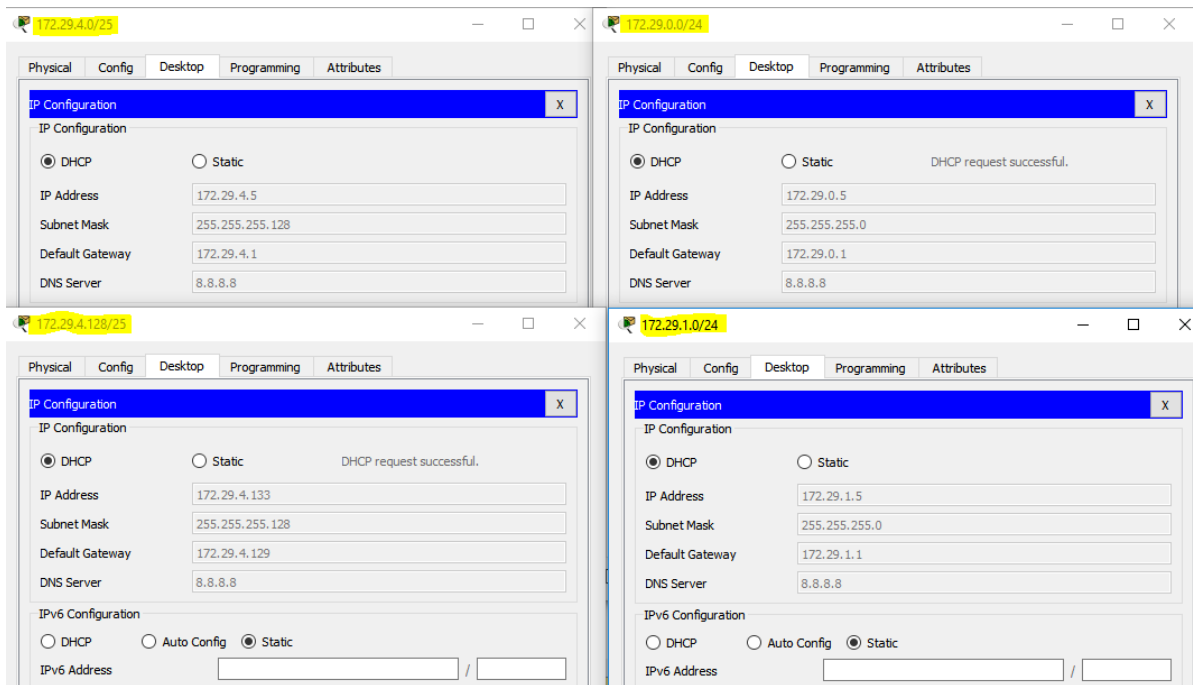 172.29.4.0/25
Physical Config Desktop Programming Attributes
IP Configuration X
IP Configuration
DHCP Static
IP Address 172.29.4.5
Subnet Mask 255.255.255.128
Default Gateway 172.29.4.1
DNS Server 8.8.8.8
172.29.0.0/24
Physical Config Desktop Programming Attributes
IP Configuration X
IP Configuration
DHCP Static DHCP request successful.
IP Address 172.29.0.5
Subnet Mask 255.255.255.0
Default Gateway 172.29.0.1
DNS Server 8.8.8.8
172.29.4.128/25
Physical Config Desktop Programming Attributes
IP Configuration X
IP Configuration
DHCP Static DHCP request successful.
IP Address 172.29.4.133
Subnet Mask 255.255.255.128
Default Gateway 172.29.4.129
DNS Server 8.8.8.8
IPv6 Configuration
DHCP Auto Config Static
IPv6 Address /
172.29.1.0/24
Physical Config Desktop Programming Attributes
IP Configuration X
IP Configuration
DHCP Static
IP Address 172.29.1.5
Subnet Mask 255.255.255.0
Default Gateway 172.29.1.1
DNS Server 8.8.8.8
IPv6 Configuration
DHCP Auto Config Static
IPv6 Address /